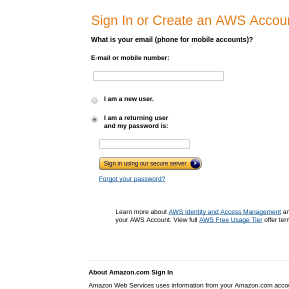 Sign In or Create an AWS Accoun
What is your email (phone for mobile accounts)?
E-mail or mobile number:
I am a new user.
I am a returning user
and my password is:
Sign in using our secure server
Forgot your password?
Learn more about AWS Identity and Access Management an
your AWS Account. View full AWS Free Usage Tier offer tern
About Amazon.com Sign In
Amazon Web Services uses information from your Amazon.com accou